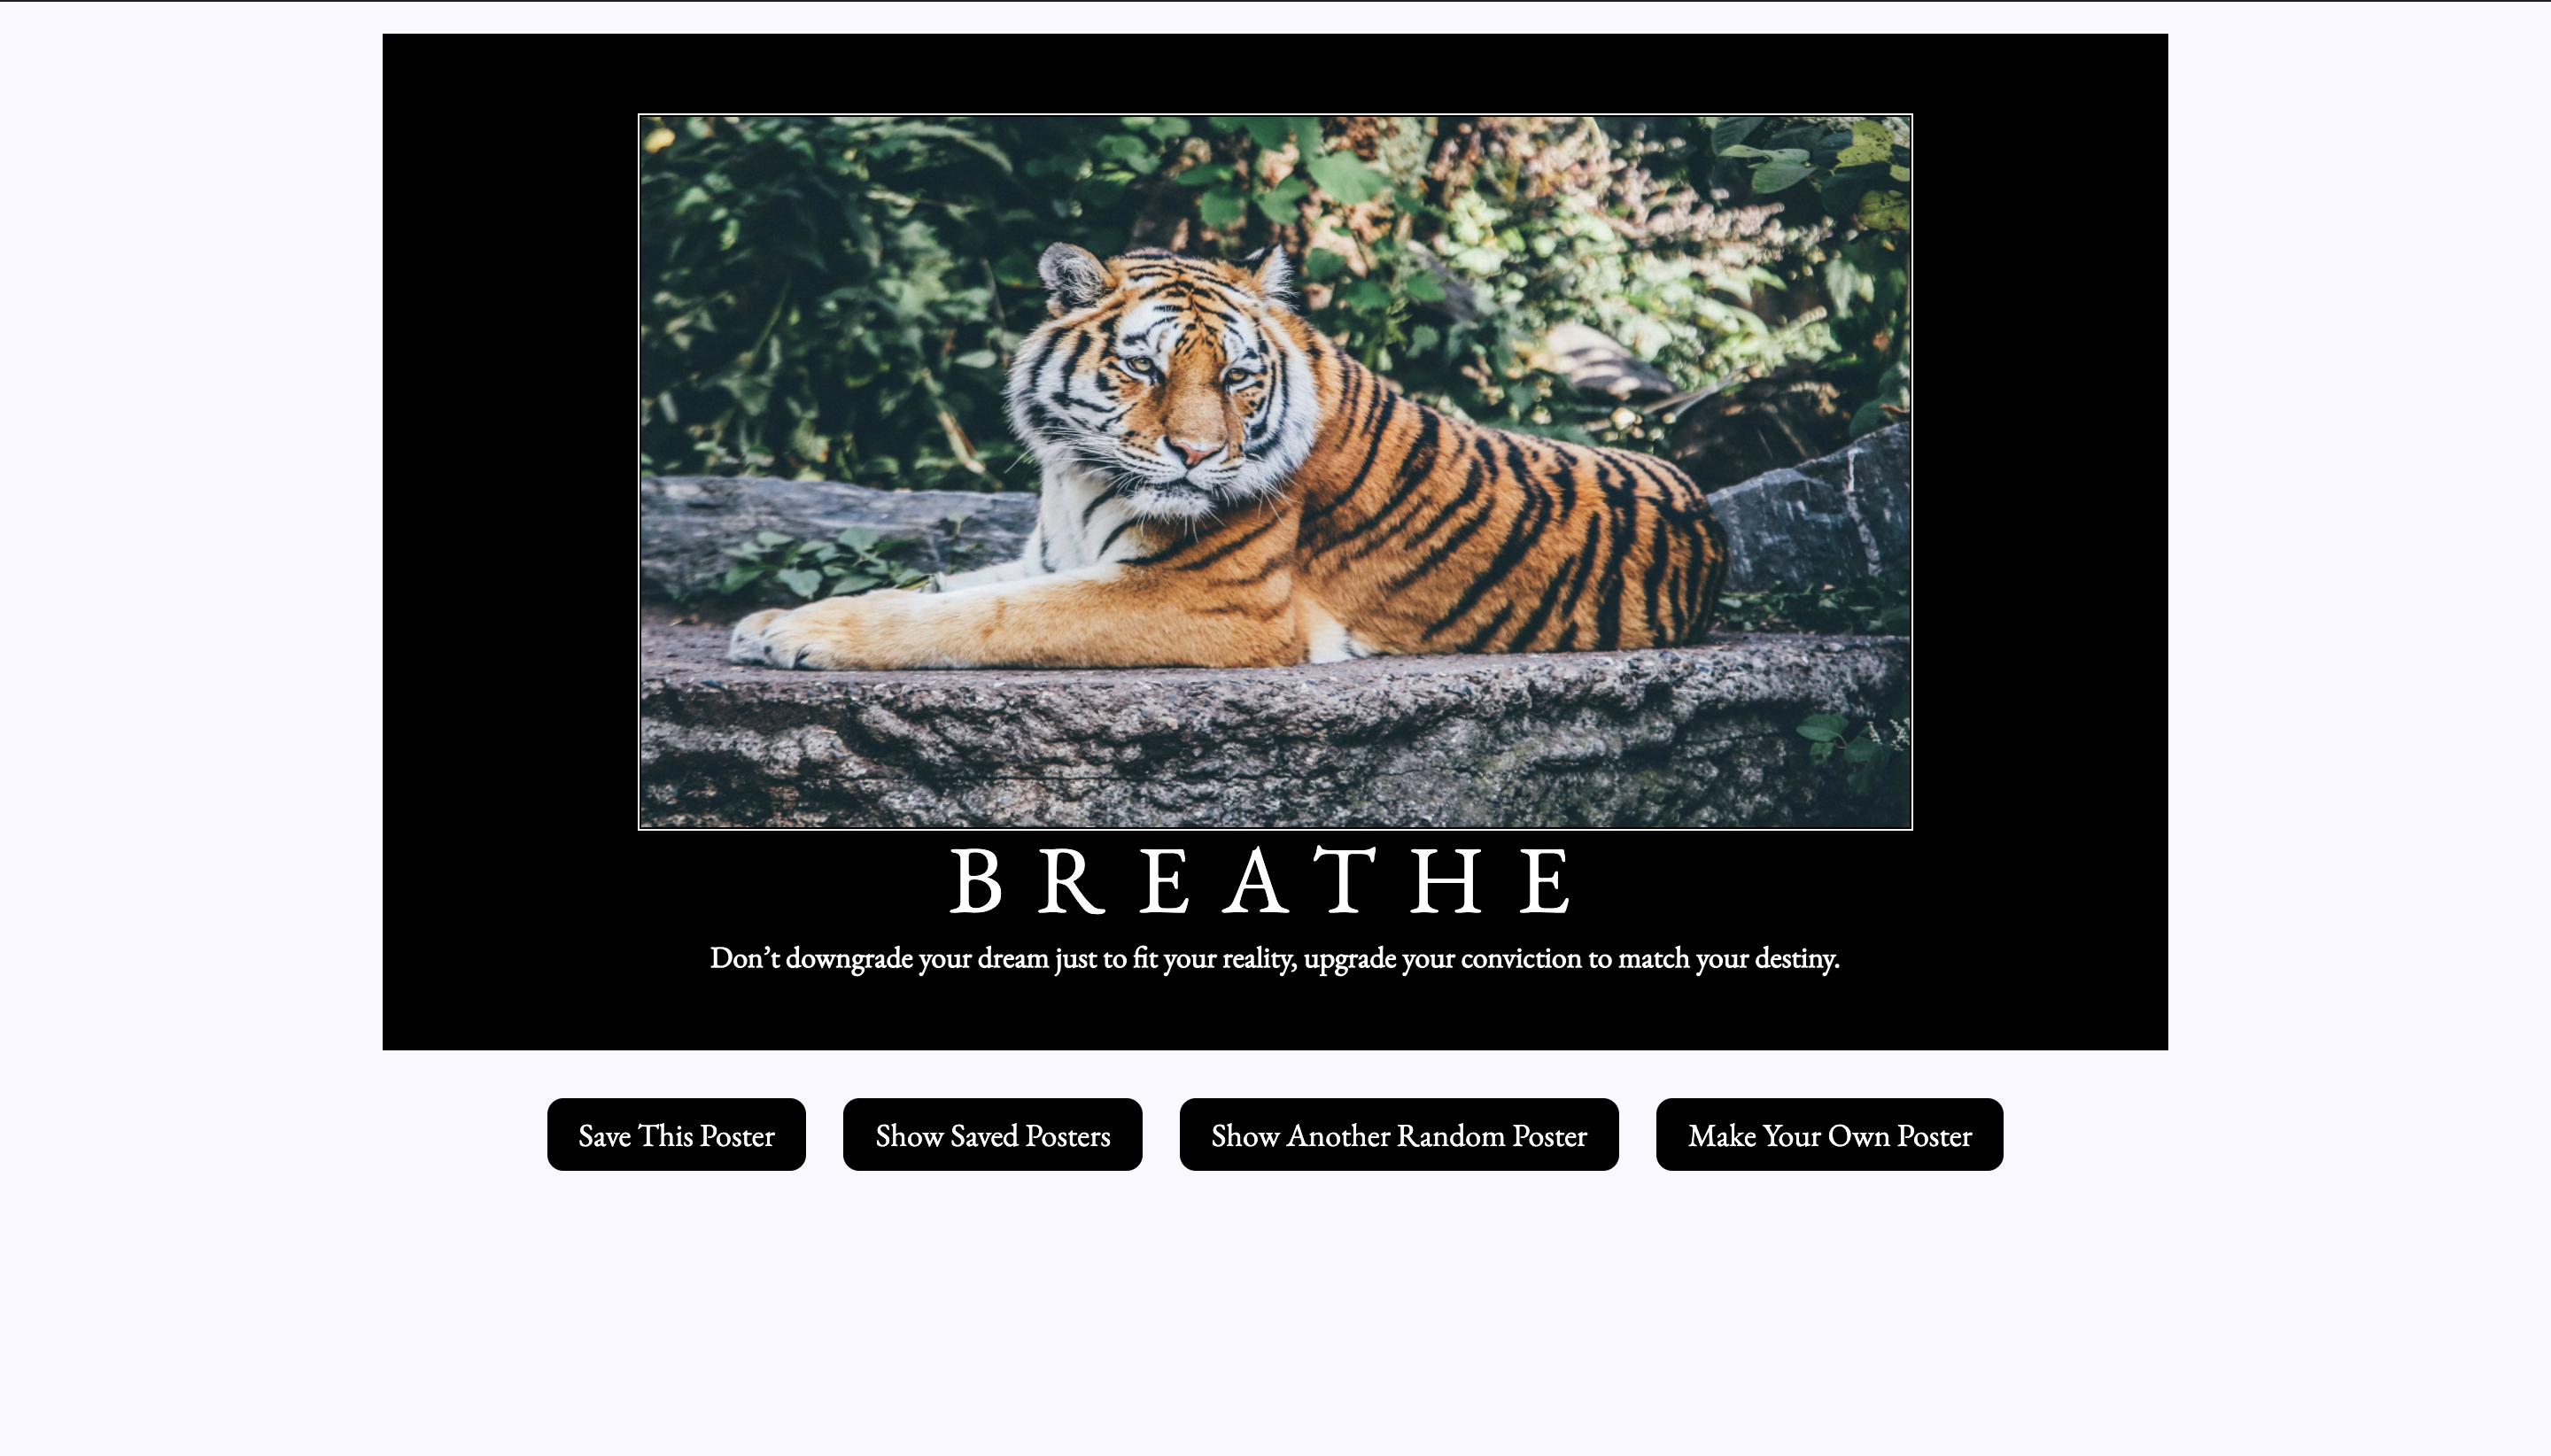 BREATHE
Don’t downgrade your dream just to fit your reality, upgrade your conviction to match your destiny.
Save This Poster
Show Saved Posters
Show Another Random Poster
Make Your Own Poster